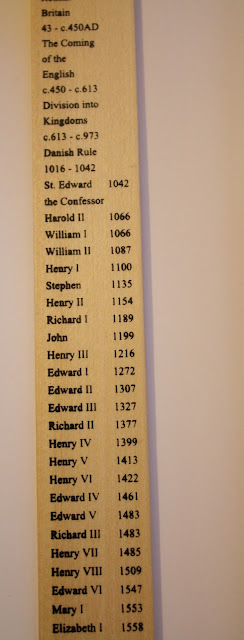 Britain
43 - c.450AD
The Coming
of the
English
c.450 - c.613
Division into
Kingdoms
c.613 - c.973
Danish Rule
1016 - 1042
St. Edward 1042
the Confessor
Harold II 1066
William I 1066
William II 1087
Henry I 1100
Stephen 1135
Henry II 1154
Richard I 1189
John 1199
Henry III 1216
Edward I 1272
Edward II 1307
Edward III 1327
Richard II 1377
Henry IV 1399
Henry V 1413
Henry VI 1422
Edward IV 1461
Edward V 1483
Richard III 1483
Henry VII 1485
Henry VIII 1509
Edward VI 1547
Mary I 1553
Elizabeth I 1558